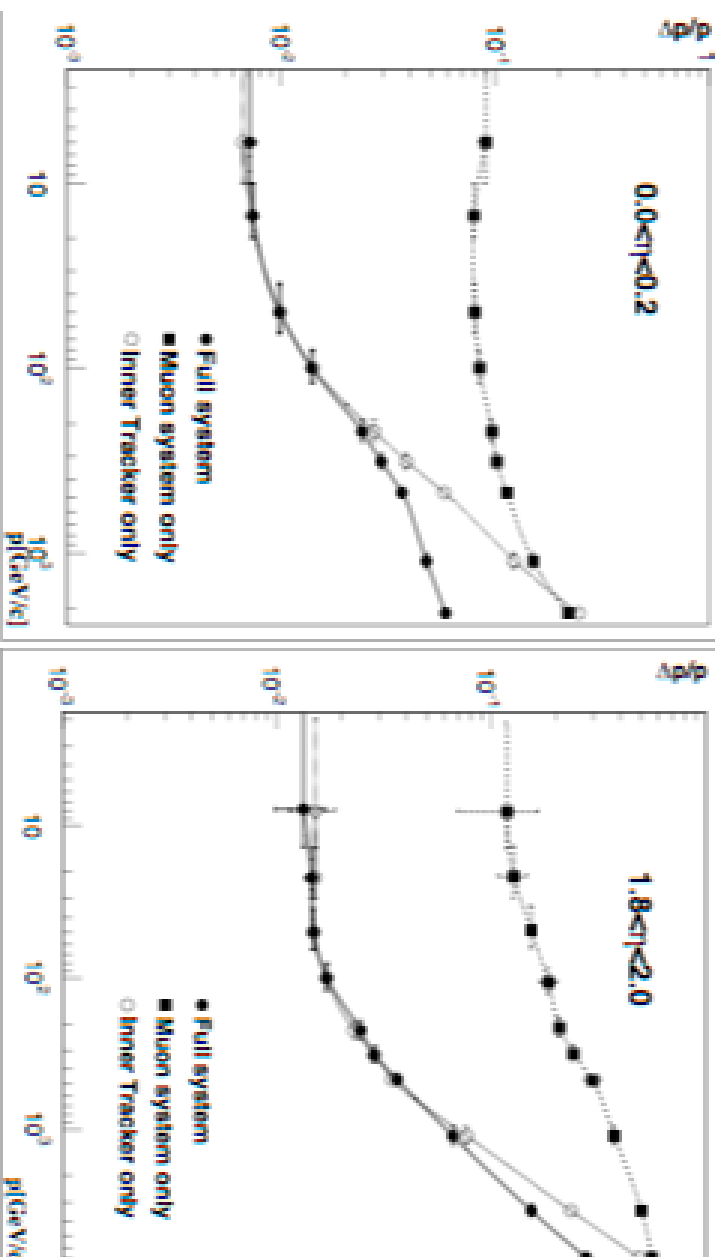 Δp/p
1
10⁻¹
10⁻²
10⁻³
0.0<η<0.2
Full system
Muon system only
Inner Tracker only
10
10²
10³
p[GeV/c]
Δp/p
10⁻¹
10⁻²
10⁻³
1.8<η<2.0
Full system
Muon system only
Inner Tracker only
10
10²
10³
p[GeV/c